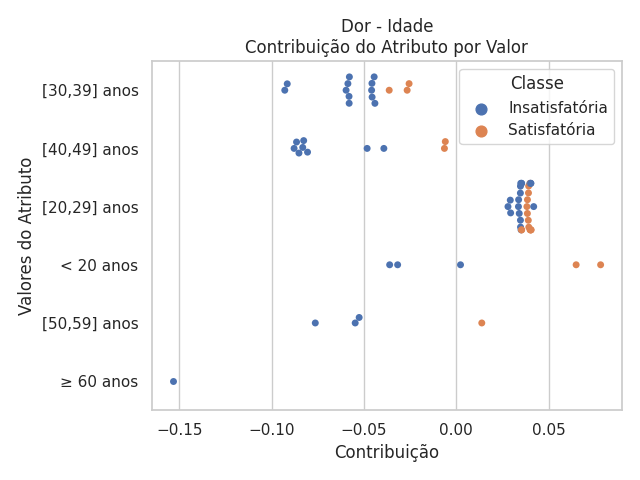 Dor - Idade
Contribuição do Atributo por Valor
Classe
Insatisfatória
Satisfatória
Valores do Atributo
[30,39] anos
[40,49] anos
[20,29] anos
< 20 anos
[50,59] anos
≥ 60 anos
−0.15 −0.10 −0.05 0.00 0.05
Contribuição